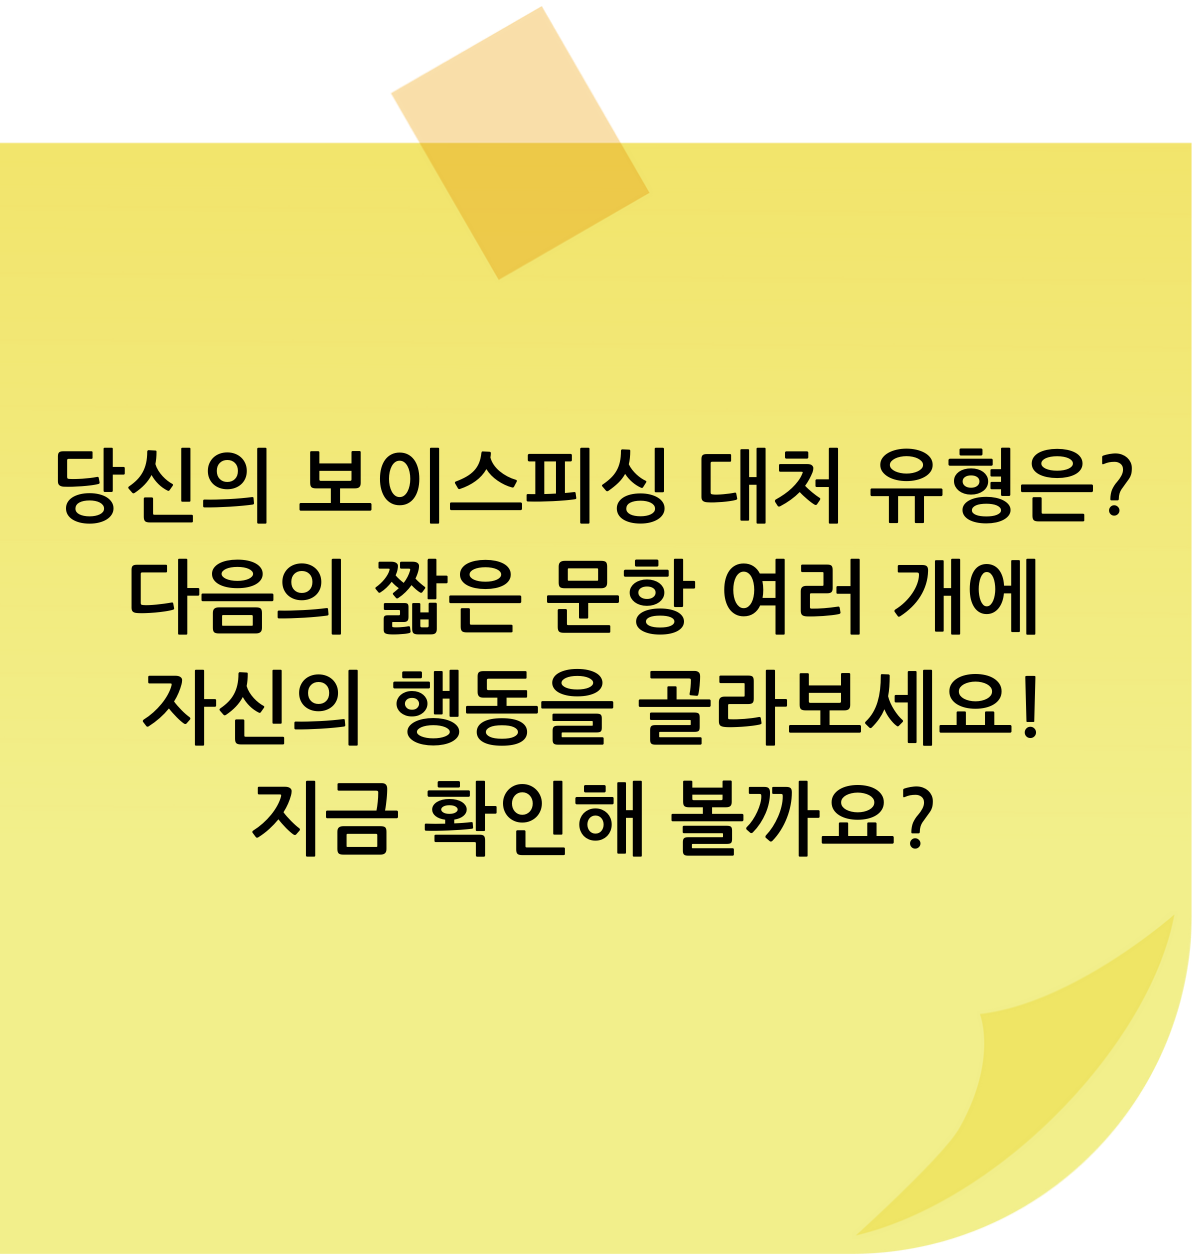 당신의 보이스피싱 대처 유형은?
다음의 짧은 문항 여러 개에
자신의 행동을 골라보세요!
지금 확인해 볼까요?